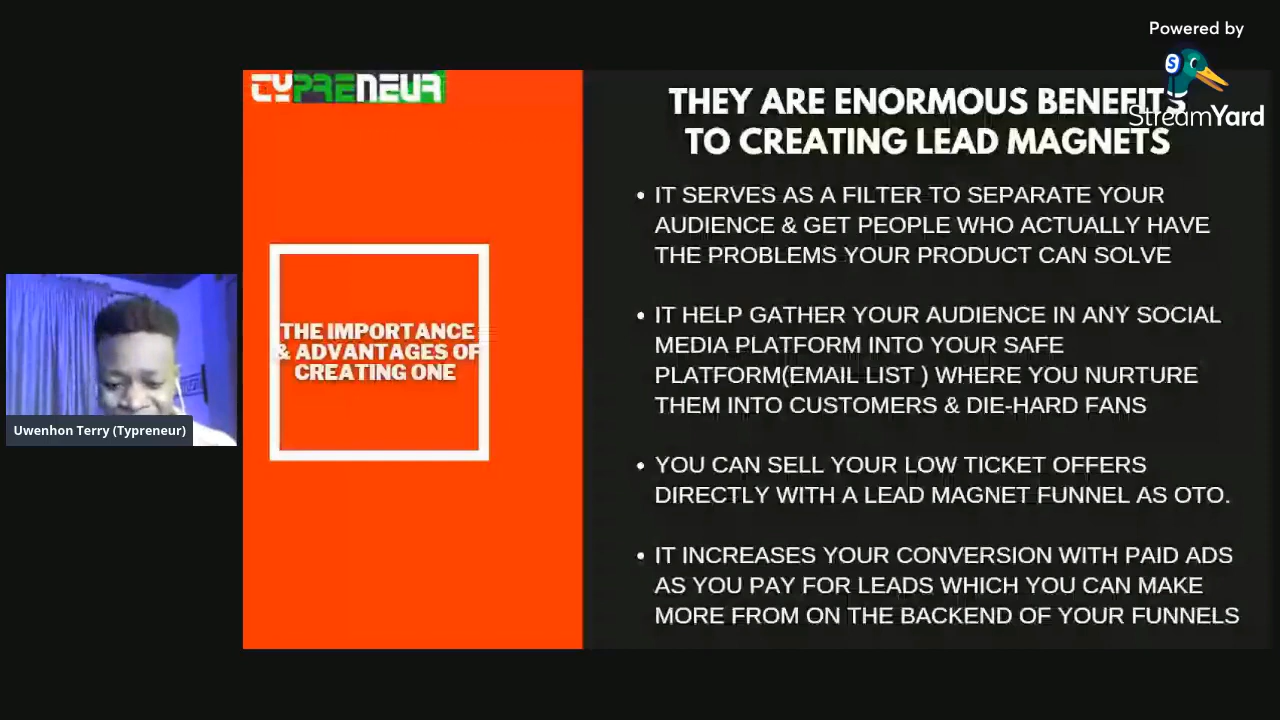 Powered by
StreamYard
TYPRENEUR
THEY ARE ENORMOUS BENEFITS
TO CREATING LEAD MAGNETS
• IT SERVES AS A FILTER TO SEPARATE YOUR
AUDIENCE & GET PEOPLE WHO ACTUALLY HAVE
THE PROBLEMS YOUR PRODUCT CAN SOLVE
• IT HELP GATHER YOUR AUDIENCE IN ANY SOCIAL
MEDIA PLATFORM INTO YOUR SAFE
PLATFORM(EMAIL LIST ) WHERE YOU NURTURE
THEM INTO CUSTOMERS & DIE-HARD FANS
• YOU CAN SELL YOUR LOW TICKET OFFERS
DIRECTLY WITH A LEAD MAGNET FUNNEL AS OTO.
• IT INCREASES YOUR CONVERSION WITH PAID ADS
AS YOU PAY FOR LEADS WHICH YOU CAN MAKE
MORE FROM ON THE BACKEND OF YOUR FUNNELS
THE IMPORTANCE
& ADVANTAGES OF
CREATING ONE
Uwenhon Terry (Typreneur)